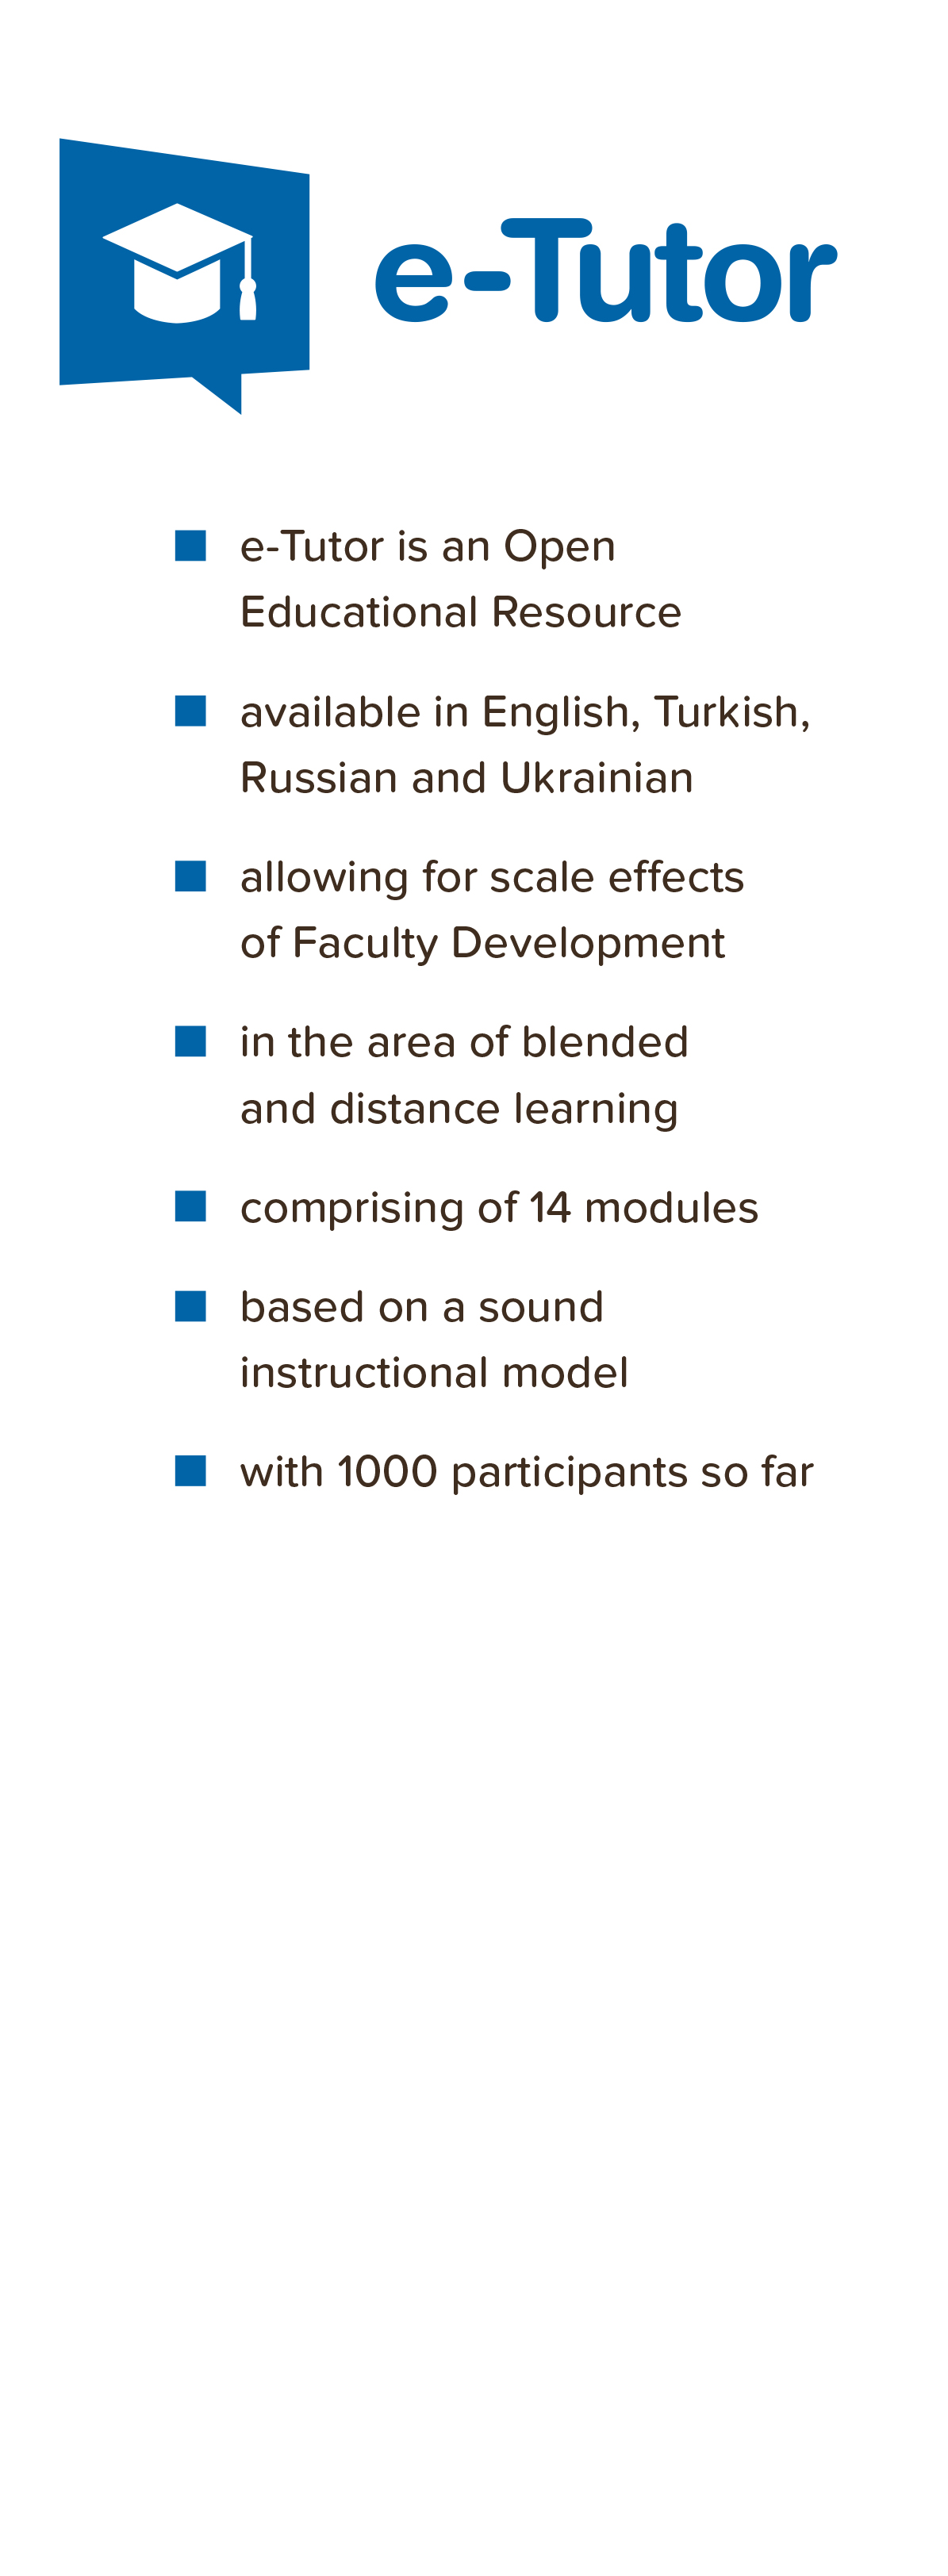 e-Tutor
e-Tutor is an Open
Educational Resource
available in English, Turkish,
Russian and Ukrainian
allowing for scale effects
of Faculty Development
in the area of blended
and distance learning
comprising of 14 modules
based on a sound
instructional model
with 1000 participants so far